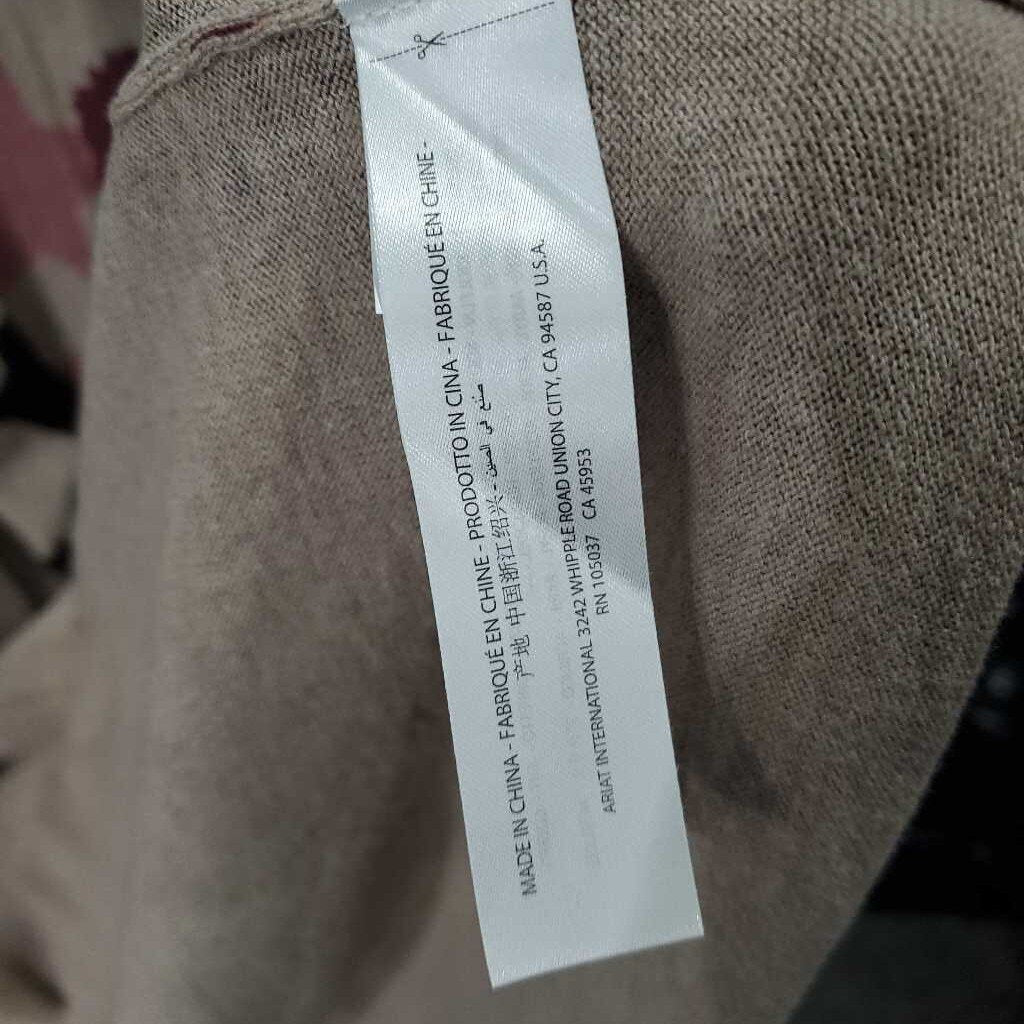 MADE IN CHINA - FABRIQUÉ EN CHINE - PRODOTTO IN CINA - FABRIQUÉ EN CHINE -
产地 中国浙江绍兴 - صنع في الصين
ARIAT INTERNATIONAL 3242 WHIPPLE ROAD UNION CITY, CA 94587 U.S.A.
RN 105037 CA 45953